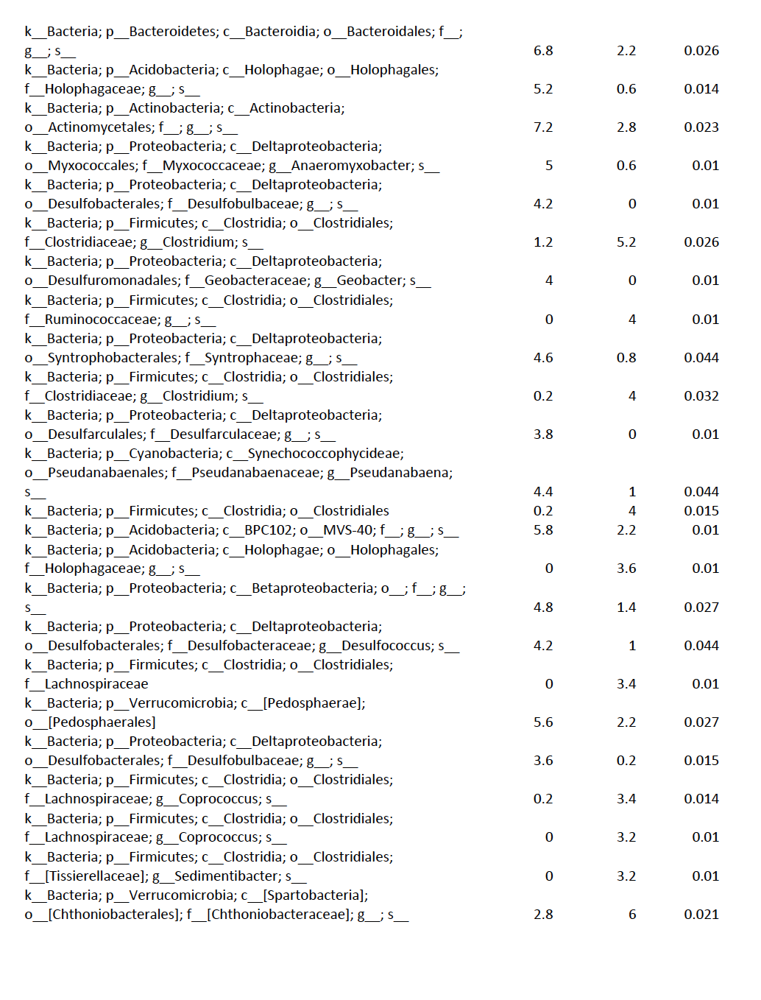 k__Bacteria; p__Bacteroidetes; c__Bacteroidia; o__Bacteroidales; f__;
g__; s__ 6.8 2.2 0.026
k__Bacteria; p__Acidobacteria; c__Holophagae; o__Holophagales;
f__Holophagaceae; g__; s__ 5.2 0.6 0.014
k__Bacteria; p__Actinobacteria; c__Actinobacteria;
o__Actinomycetales; f__; g__; s__ 7.2 2.8 0.023
k__Bacteria; p__Proteobacteria; c__Deltaproteobacteria;
o__Myxococcales; f__Myxococcaceae; g__Anaeromyxobacter; s__ 5 0.6 0.01
k__Bacteria; p__Proteobacteria; c__Deltaproteobacteria;
o__Desulfobacterales; f__Desulfobulbaceae; g__; s__ 4.2 0 0.01
k__Bacteria; p__Firmicutes; c__Clostridia; o__Clostridiales;
f__Clostridiaceae; g__Clostridium; s__ 1.2 5.2 0.026
k__Bacteria; p__Proteobacteria; c__Deltaproteobacteria;
o__Desulfuromonadales; f__Geobacteraceae; g__Geobacter; s__ 4 0 0.01
k__Bacteria; p__Firmicutes; c__Clostridia; o__Clostridiales;
f__Ruminococcaceae; g__; s__ 0 4 0.01
k__Bacteria; p__Proteobacteria; c__Deltaproteobacteria;
o__Syntrophobacterales; f__Syntrophaceae; g__; s__ 4.6 0.8 0.044
k__Bacteria; p__Firmicutes; c__Clostridia; o__Clostridiales;
f__Clostridiaceae; g__Clostridium; s__ 0.2 4 0.032
k__Bacteria; p__Proteobacteria; c__Deltaproteobacteria;
o__Desulfarculales; f__Desulfarculaceae; g__; s__ 3.8 0 0.01
k__Bacteria; p__Cyanobacteria; c__Synechococcophycideae;
o__Pseudanabaenales; f__Pseudanabaenaceae; g__Pseudanabaena;
s__ 4.4 1 0.044
k__Bacteria; p__Firmicutes; c__Clostridia; o__Clostridiales 0.2 4 0.015
k__Bacteria; p__Acidobacteria; c__BPC102; o__MVS-40; f__; g__; s__ 5.8 2.2 0.01
k__Bacteria; p__Acidobacteria; c__Holophagae; o__Holophagales;
f__Holophagaceae; g__; s__ 0 3.6 0.01
k__Bacteria; p__Proteobacteria; c__Betaproteobacteria; o__; f__; g__;
s__ 4.8 1.4 0.027
k__Bacteria; p__Proteobacteria; c__Deltaproteobacteria;
o__Desulfobacterales; f__Desulfobacteraceae; g__Desulfococcus; s__ 4.2 1 0.044
k__Bacteria; p__Firmicutes; c__Clostridia; o__Clostridiales;
f__Lachnospiraceae 0 3.4 0.01
k__Bacteria; p__Verrucomicrobia; c__[Pedosphaerae];
o__[Pedosphaerales] 5.6 2.2 0.027
k__Bacteria; p__Proteobacteria; c__Deltaproteobacteria;
o__Desulfobacterales; f__Desulfobulbaceae; g__; s__ 3.6 0.2 0.015
k__Bacteria; p__Firmicutes; c__Clostridia; o__Clostridiales;
f__Lachnospiraceae; g__Coprococcus; s__ 0.2 3.4 0.014
k__Bacteria; p__Firmicutes; c__Clostridia; o__Clostridiales;
f__Lachnospiraceae; g__Coprococcus; s__ 0 3.2 0.01
k__Bacteria; p__Firmicutes; c__Clostridia; o__Clostridiales;
f__[Tissierellaceae]; g__Sedimentibacter; s__ 0 3.2 0.01
k__Bacteria; p__Verrucomicrobia; c__[Spartobacteria];
o__[Chthoniobacterales]; f__[Chthoniobacteraceae]; g__; s__ 2.8 6 0.021